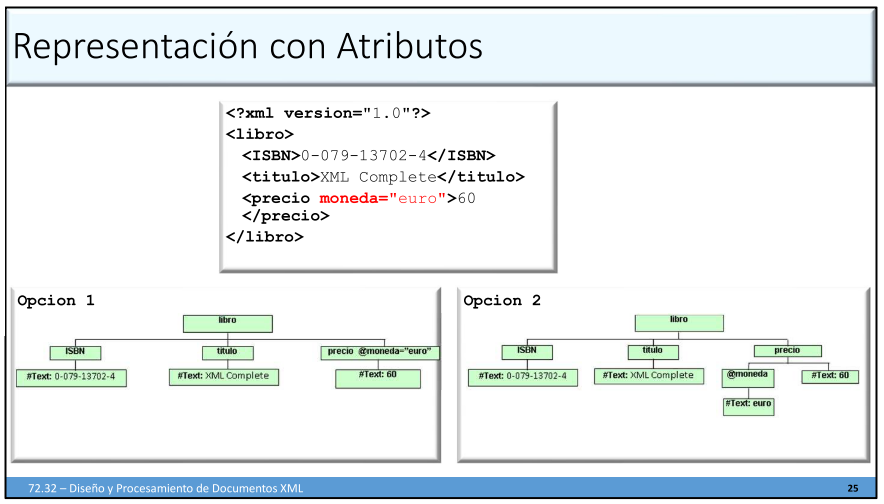 Representación con Atributos
<?xml version="1.0"?>
<libro>
<ISBN>0-079-13702-4</ISBN>
<titulo>XML Complete</titulo>
<precio moneda="euro">60
</precio>
</libro>
Opcion 1
libro
ISBN titulo precio @moneda="euro"
#Text: 0-079-13702-4 #Text: XML Complete #Text: 60
Opcion 2
libro
ISBN titulo precio
#Text: 0-079-13702-4 #Text: XML Complete @moneda #Text: 60
#Text: euro
72.32 – Diseño y Procesamiento de Documentos XML 25